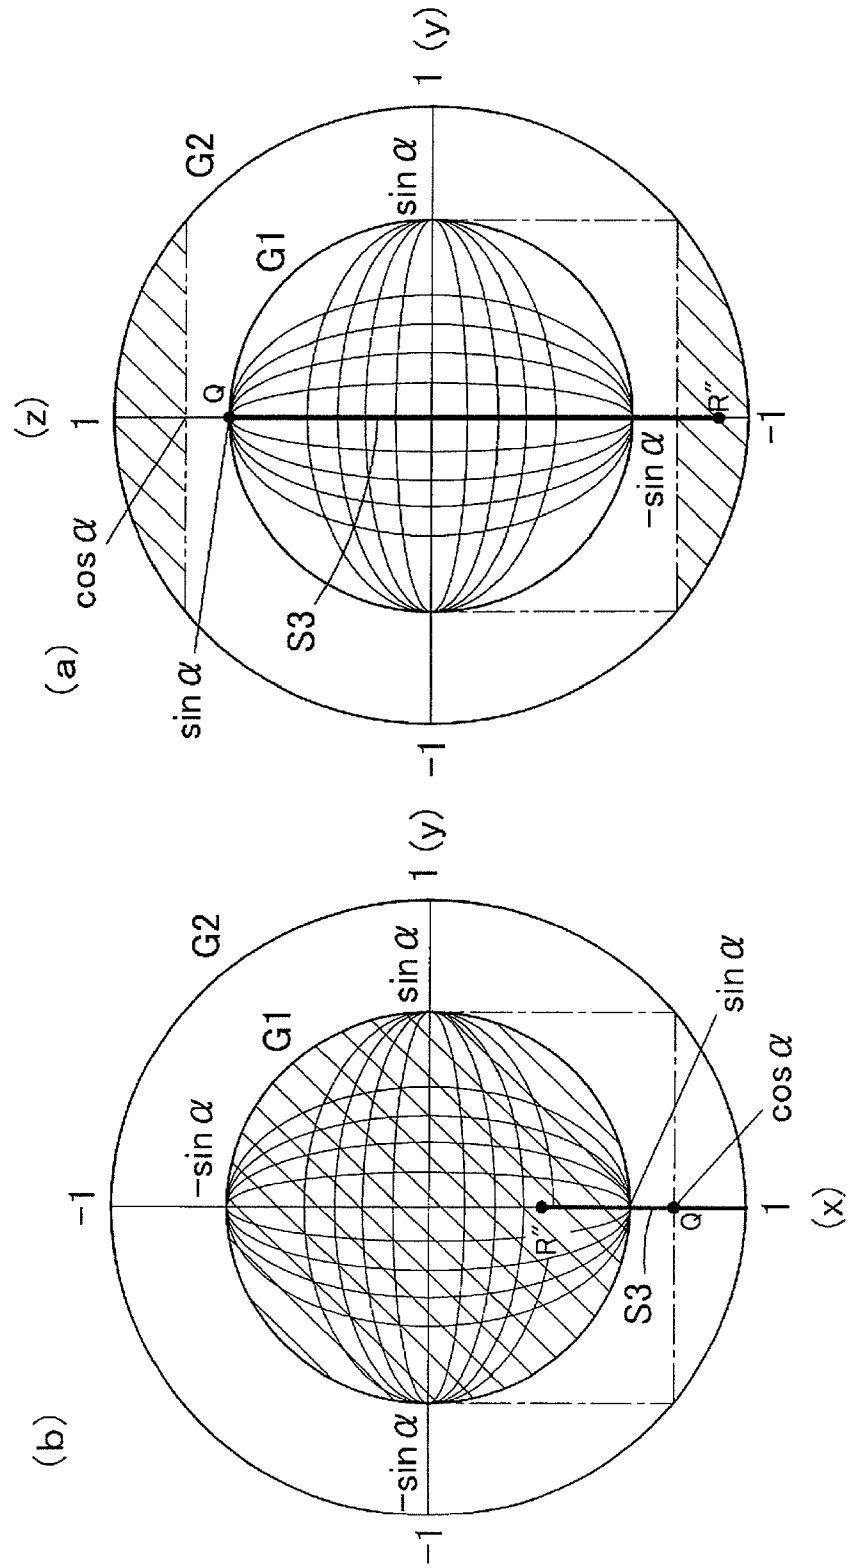 (a)
(z)
1
cos α
sin α
Q
G2
G1
S3
sin α
1 (y)
-1
-sin α
R"
-1
(b)
-1
-sin α
G2
G1
sin α
1 (y)
-sin α
-1
R"
Q
S3
sin α
cos α
1
(x)